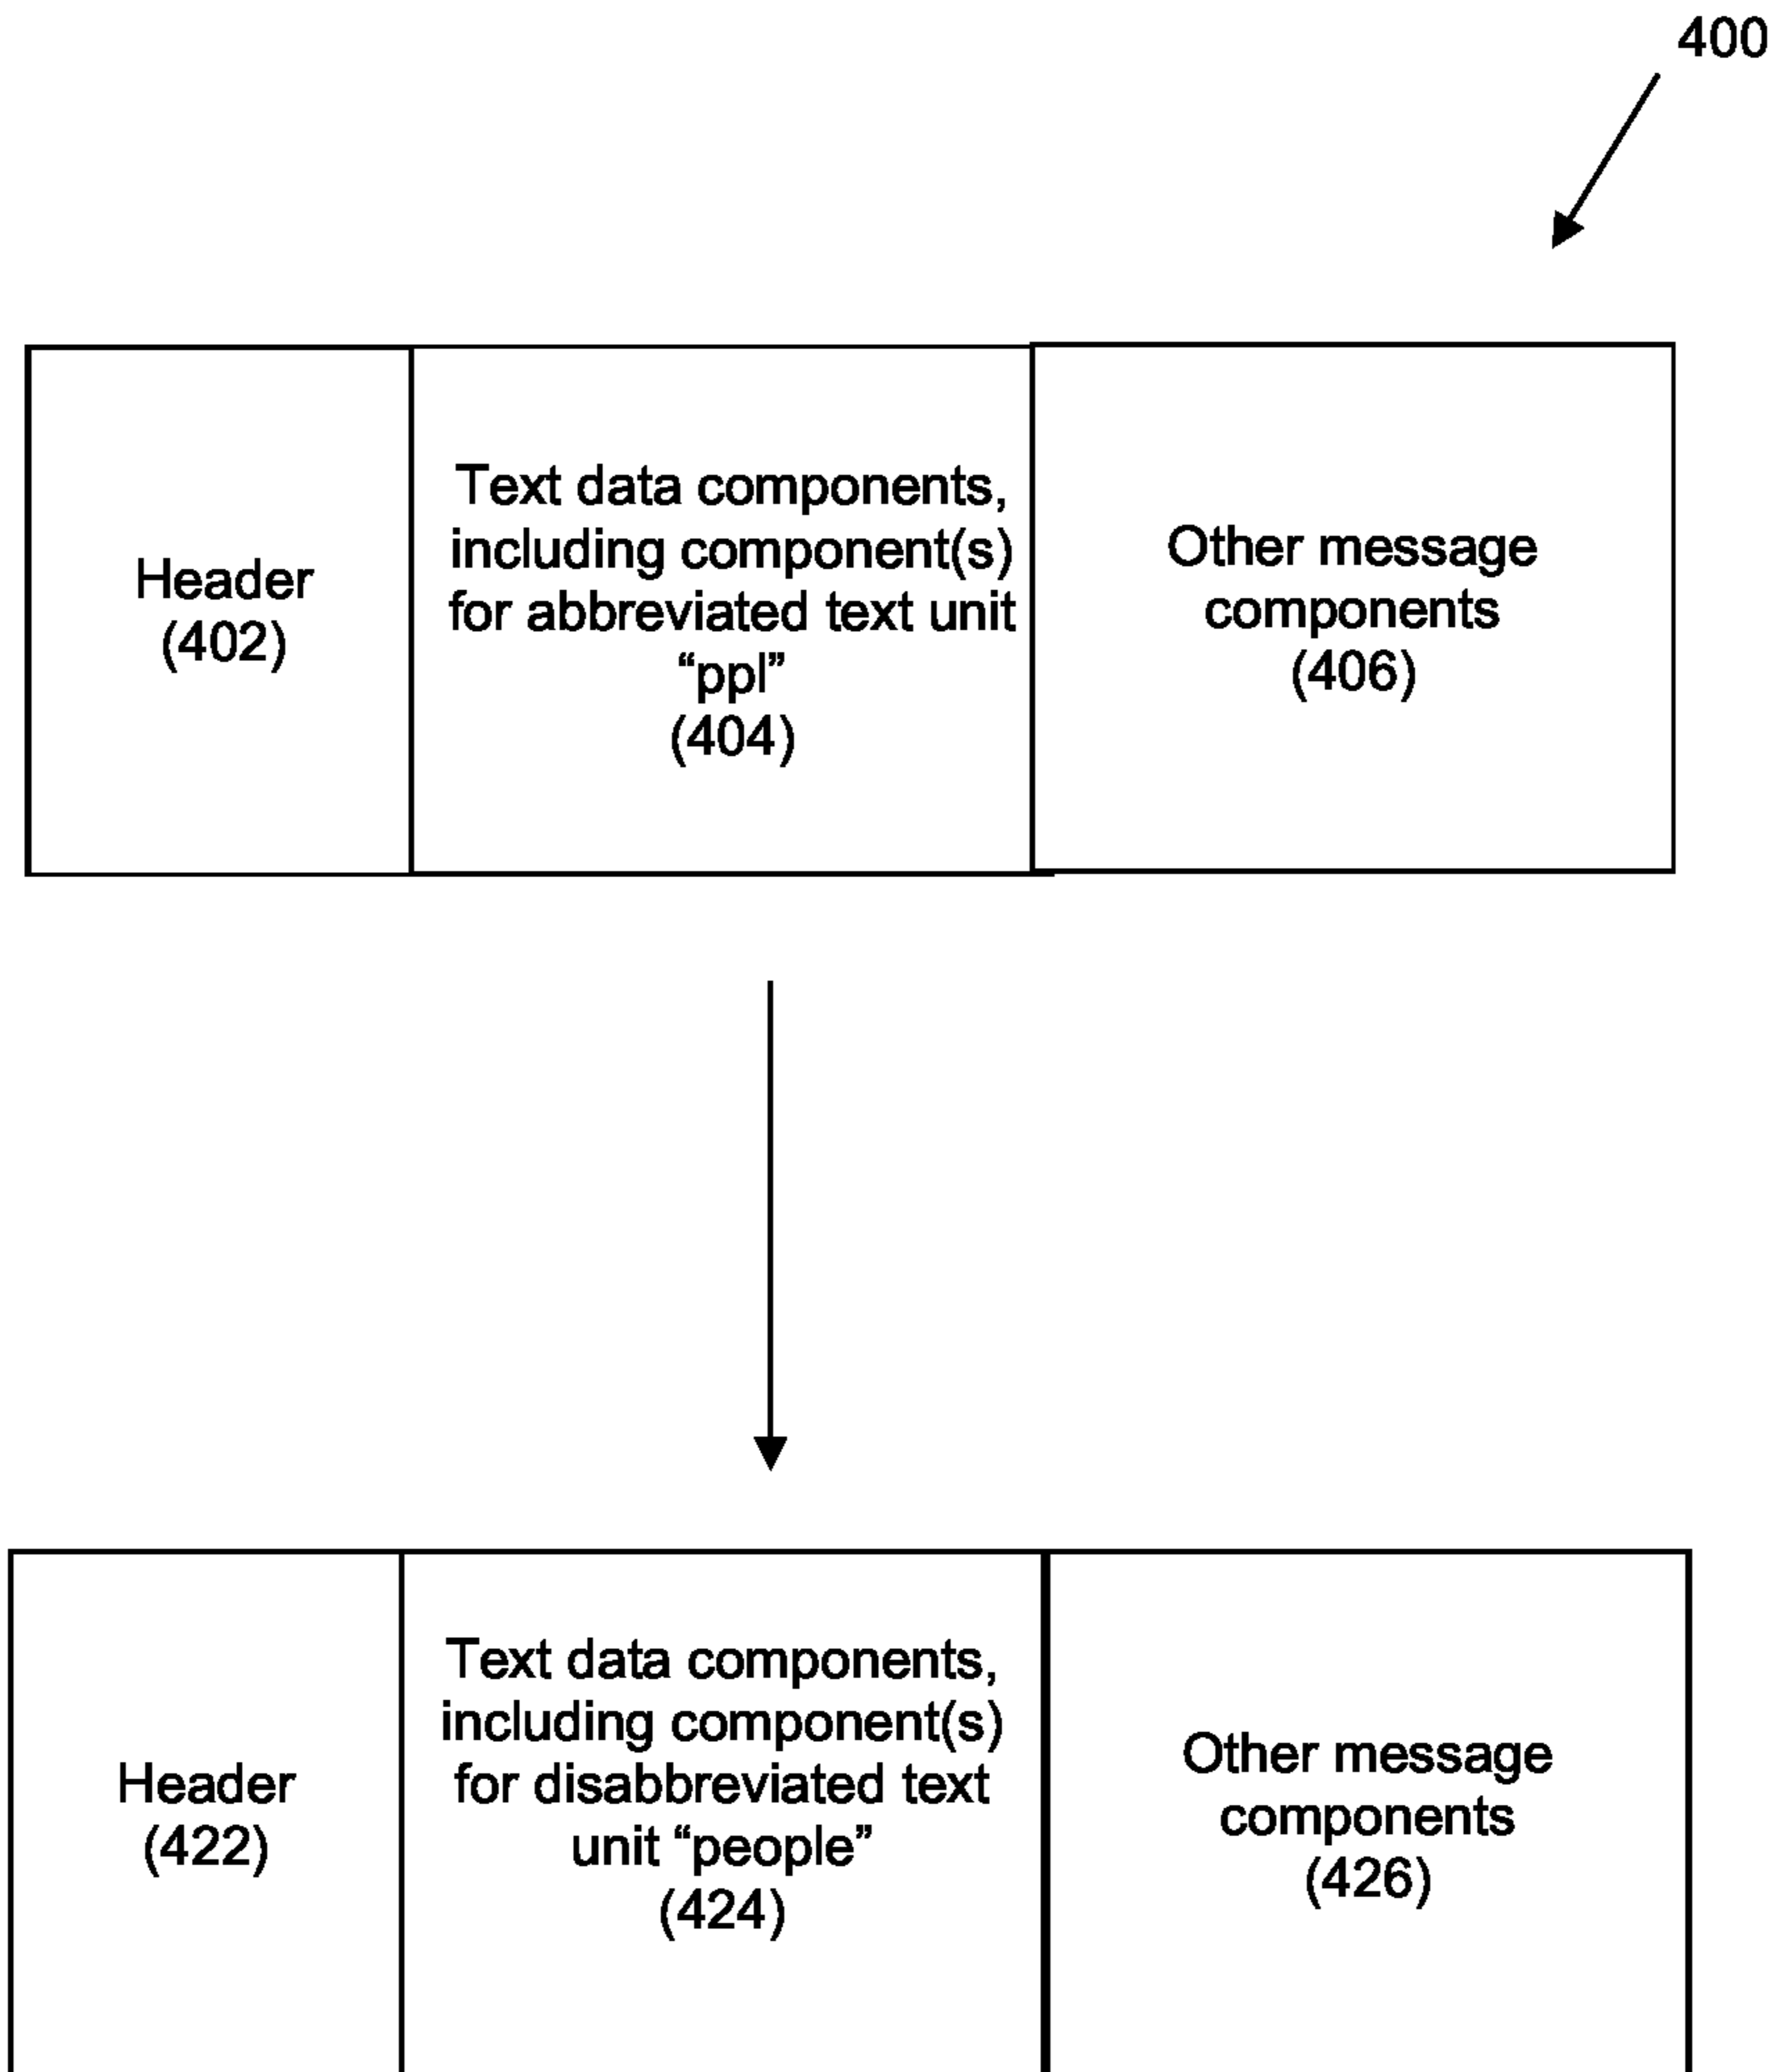 400
Header
(402)
Text data components,
including component(s)
for abbreviated text unit
“ppl”
(404)
Other message
components
(406)
Header
(422)
Text data components,
including component(s)
for disabbreviated text
unit “people”
(424)
Other message
components
(426)